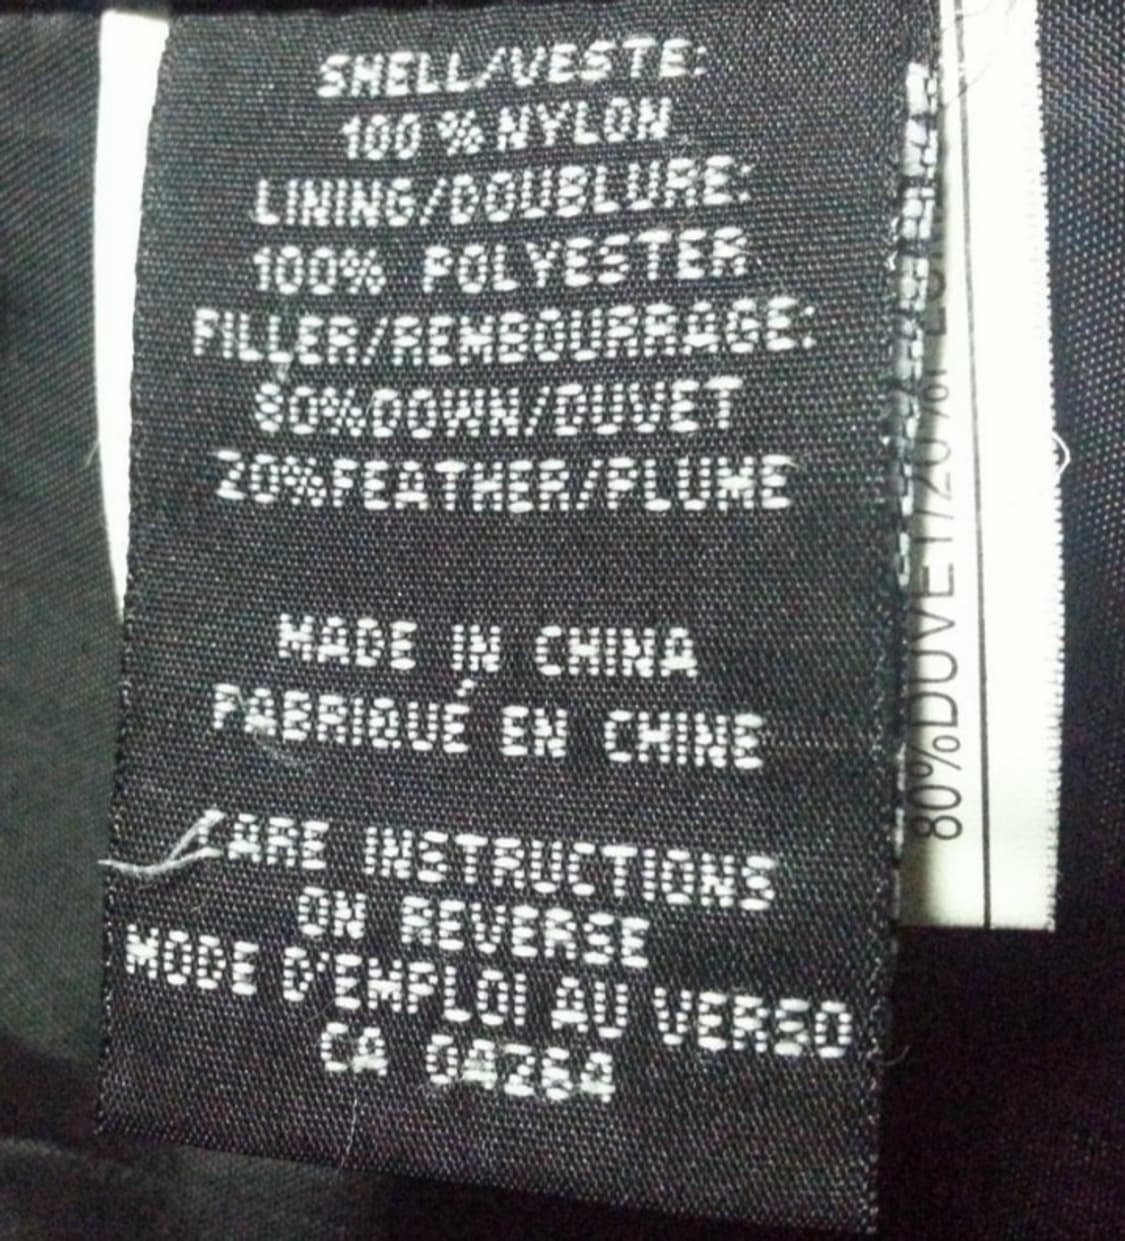 SHELL/VESTE:
100 % NYLON
LINING/DOUBLURE:
100% POLYESTER
FILLER/REMBOURRAGE:
80%DOWN/DUVET
20%FEATHER/PLUME
MADE IN CHINA
FABRIQUÉ EN CHINE
CARE INSTRUCTIONS
ON REVERSE
MODE D'EMPLOI AU VERSO
CA
80%DUVET/20%